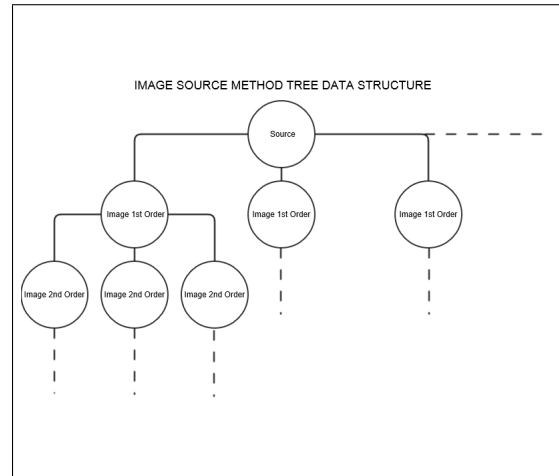 IMAGE SOURCE METHOD TREE DATA STRUCTURE
Source
Image 1st Order
Image 1st Order
Image 1st Order
Image 2nd Order
Image 2nd Order
Image 2nd Order